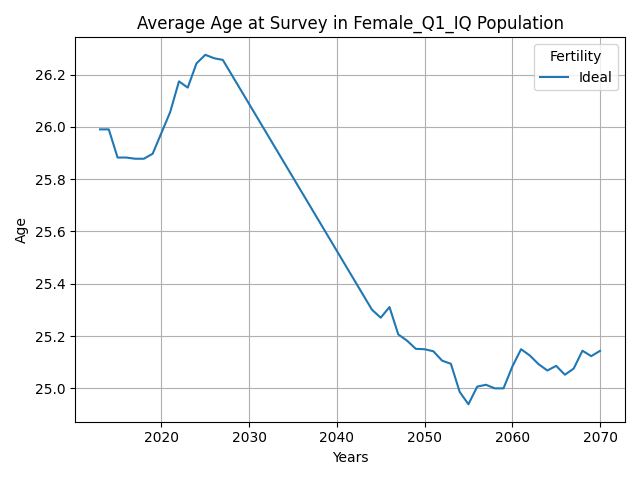 Average Age at Survey in Female_Q1_IQ Population
Fertility
Ideal
Age
26.2
26.0
25.8
25.6
25.4
25.2
25.0
2020 2030 2040 2050 2060 2070
Years